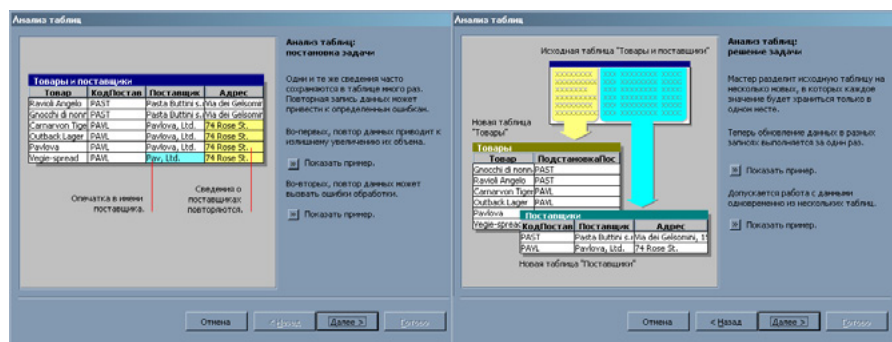 Анализ таблиц
Анализ таблиц:
постановка задачи
Одни и те же сведения часто
сохраняются в таблице много раз.
Повторная запись данных может
привести к определенным ошибкам.
Во-первых, повтор данных приводит к
излишнему увеличению их объема.
Показать пример.
Во-вторых, повтор данных может
вызвать ошибки обработки.
Показать пример.
Товары и поставщики
Товар КодПостав Поставщик Адрес
Ravioli Angelo PAST Pasta Buttini s.r Via dei Gelsomir
Gnocchi di nonn PAST Pasta Buttini s.r Via dei Gelsomir
Carnarvon Tige PAVL Pavlova, Ltd. 74 Rose St.
Outback Lager PAVL Pavlova, Ltd. 74 Rose St.
Pavlova PAVL Pavlova, Ltd. 74 Rose St.
Vegie-spread PAVL Pav, Ltd. 74 Rose St.
Опечатка в имени
поставщика.
Сведения о
поставщиках
повторяются.
Отмена < Назад Далее > Готово
Анализ таблиц
Анализ таблиц:
решение задачи
Мастер разделит исходную таблицу на
несколько новых, в которых каждое
значение будет храниться только в
одном месте.
Теперь обновление данных в разных
записях выполняется за один раз.
Показать пример.
Допускается работа с данными
одновременно из нескольких таблиц.
Показать пример.
Исходная таблица "Товары и поставщики"
Новая таблица
"Товары"
Товары
Товар ПодстановкаПос
Gnocchi di nonn PAST
Ravioli Angelo PAST
Carnarvon Tiger PAVL
Outback Lager PAVL
Pavlova
Vegie-spreac
Поставщики
КодПостав Поставщик Адрес
PAST Pasta Buttini s.r Via dei Gelsomini, 15
PAVL Pavlova, Ltd. 74 Rose St.
Новая таблица "Поставщики"
Отмена < Назад Далее > Готово